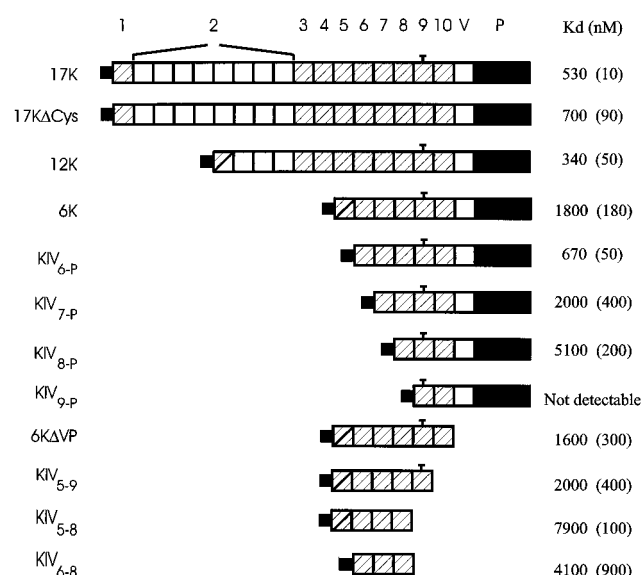 1 2 3 4 5 6 7 8 9 10 V P Kd (nM)
17K 530 (10)
17KΔCys 700 (90)
12K 340 (50)
6K 1800 (180)
KIV6-P 670 (50)
KIV7-P 2000 (400)
KIV8-P 5100 (200)
KIV9-P Not detectable
6KΔVP 1600 (300)
KIV5-9 2000 (400)
KIV5-8 7900 (100)
KIV6-8 4100 (900)